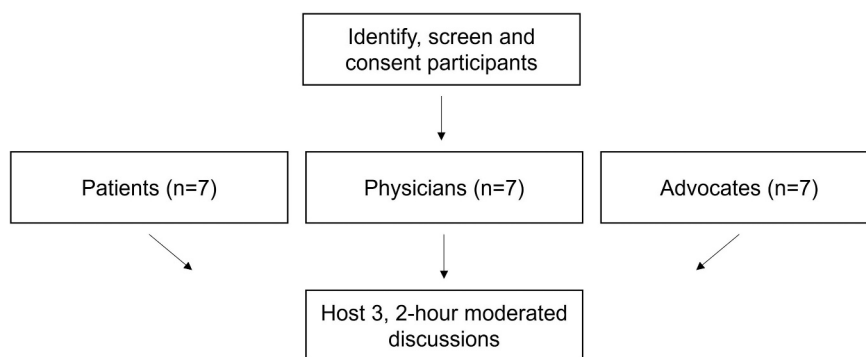 Identify, screen and
consent participants
Patients (n=7)
Physicians (n=7)
Advocates (n=7)
Host 3, 2-hour moderated
discussions